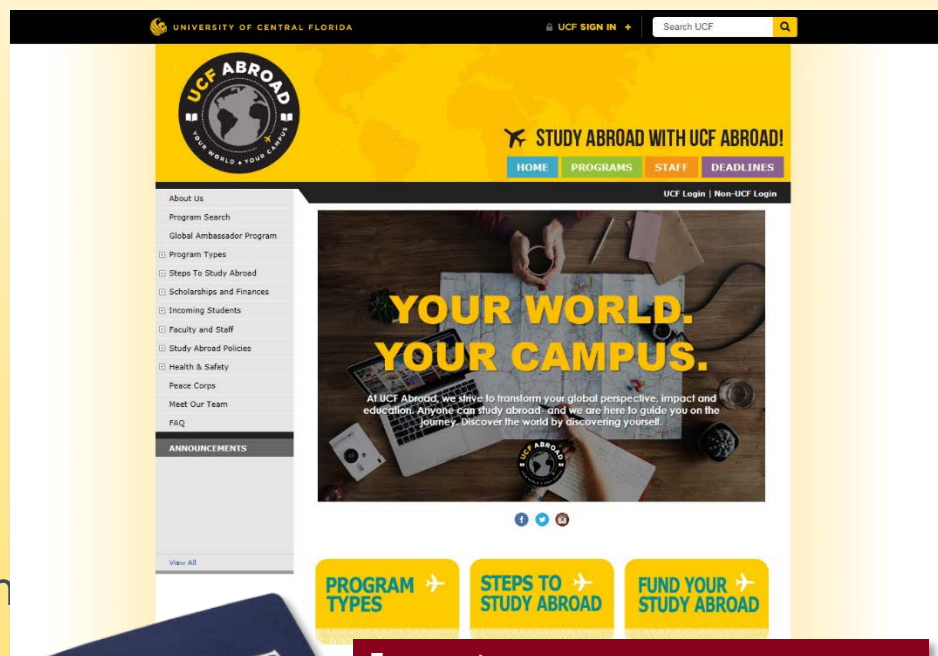 UNIVERSITY OF CENTRAL FLORIDA
UCF SIGN IN +
Search UCF
UCF ABROAD
YOUR WORLD YOUR CAMPUS
STUDY ABROAD WITH UCF ABROAD!
HOME PROGRAMS STAFF DEADLINES
UCF Login | Non-UCF Login
About Us
Program Search
Global Ambassador Program
Program Types
Steps To Study Abroad
Scholarships and Finances
Incoming Students
Faculty and Staff
Study Abroad Policies
Health & Safety
Peace Corps
Meet Our Team
FAQ
ANNOUNCEMENTS
View All
YOUR WORLD.
YOUR CAMPUS.
At UCF Abroad, we strive to transform your global perspective, impact and
education. Anyone can study abroad- and we are here to guide you on the
journey. Discover the world by discovering yourself.
UCF ABROAD
PROGRAM
TYPES
STEPS TO
STUDY ABROAD
FUND YOUR
STUDY ABROAD